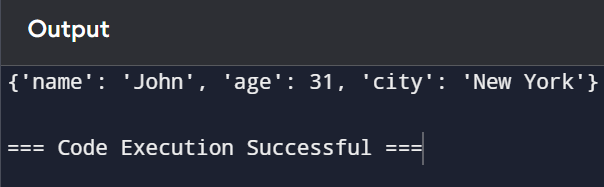 Output
{'name': 'John', 'age': 31, 'city': 'New York'}
=== Code Execution Successful ===